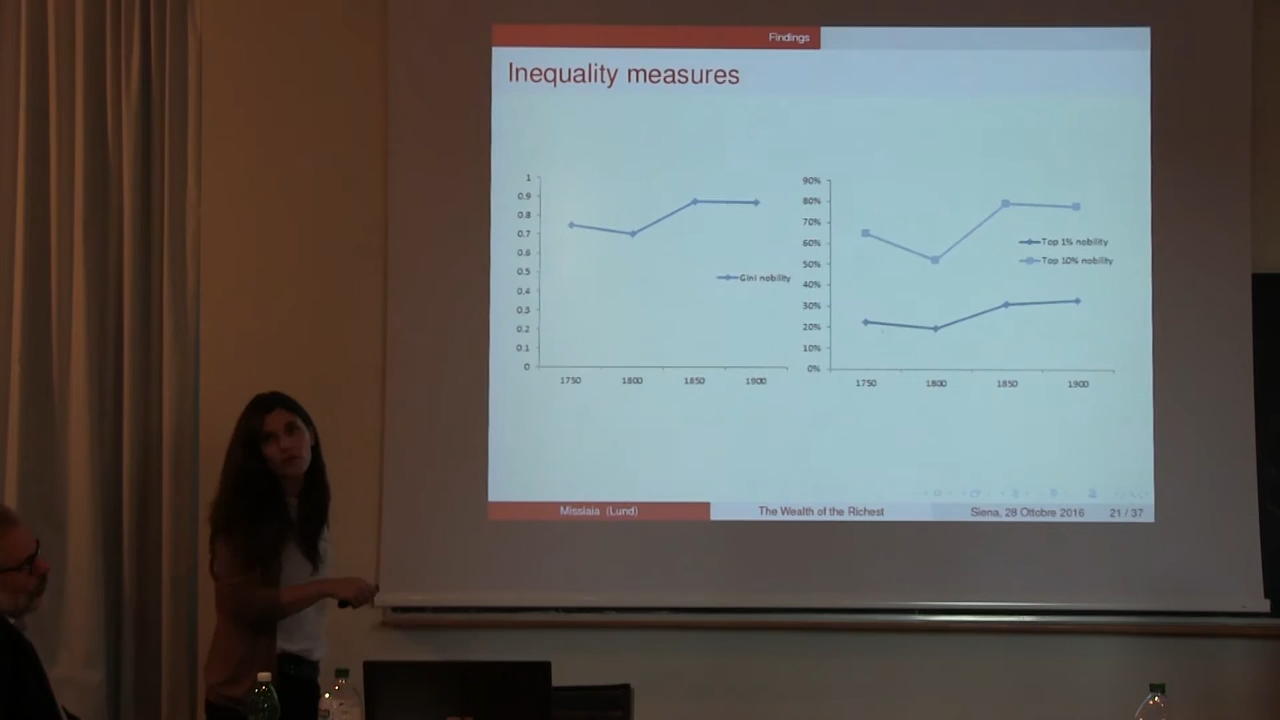 Findings
Inequality measures
1
0.9
0.8
0.7
0.6
0.5
0.4
0.3
0.2
0.1
0
1750 1800 1850 1900
Gini nobility
90%
80%
70%
60%
50%
40%
30%
20%
10%
0%
1750 1800 1850 1900
Top 1% nobility
Top 10% nobility
Missiaia (Lund) The Wealth of the Richest Siena, 28 Ottobre 2016 21 / 37